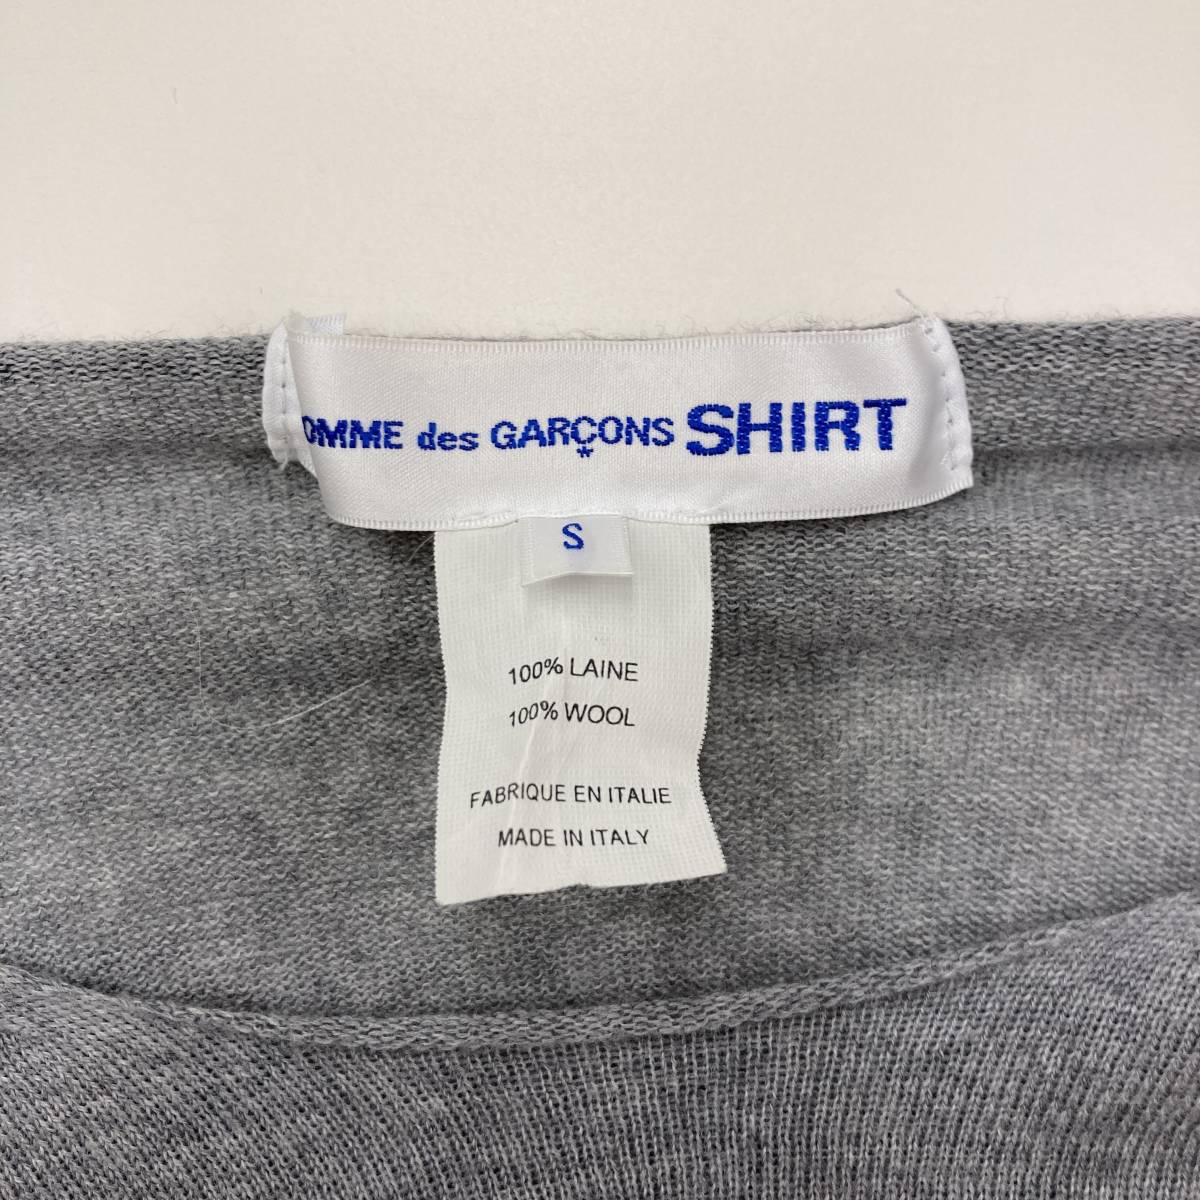 OMME des GARÇONS SHIRT
*
S
100% LAINE
100% WOOL
FABRIQUE EN ITALIE
MADE IN ITALY